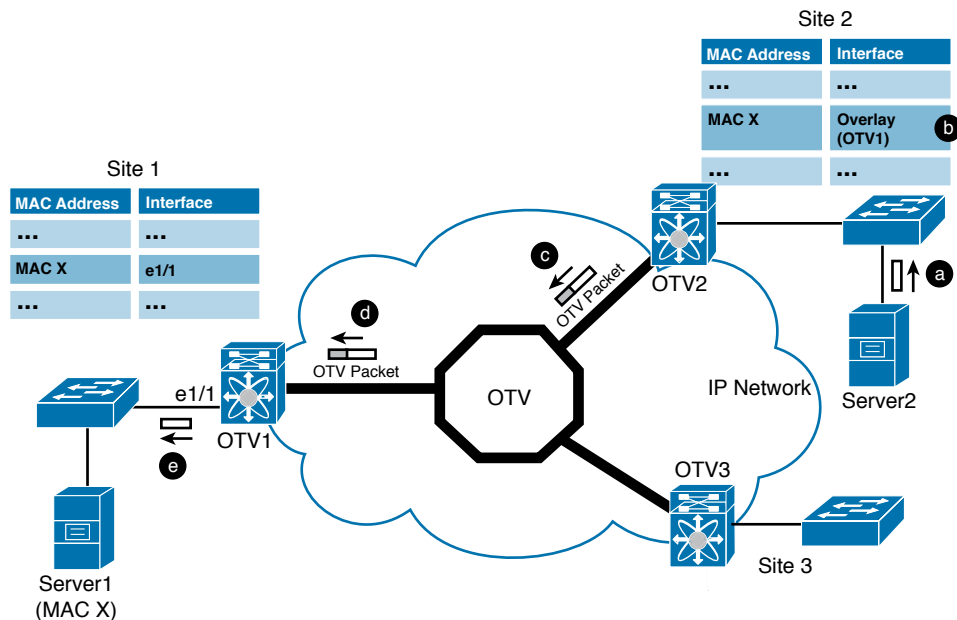 Site 2
MAC Address Interface
... ...
MAC X Overlay
(OTV1)
b
... ...
Site 1
MAC Address Interface
... ...
MAC X e1/1
... ...
c
OTV Packet
OTV2
a
d
OTV Packet
OTV
IP Network
Server2
e1/1
OTV1
e
OTV3
Server1
(MAC X)
Site 3